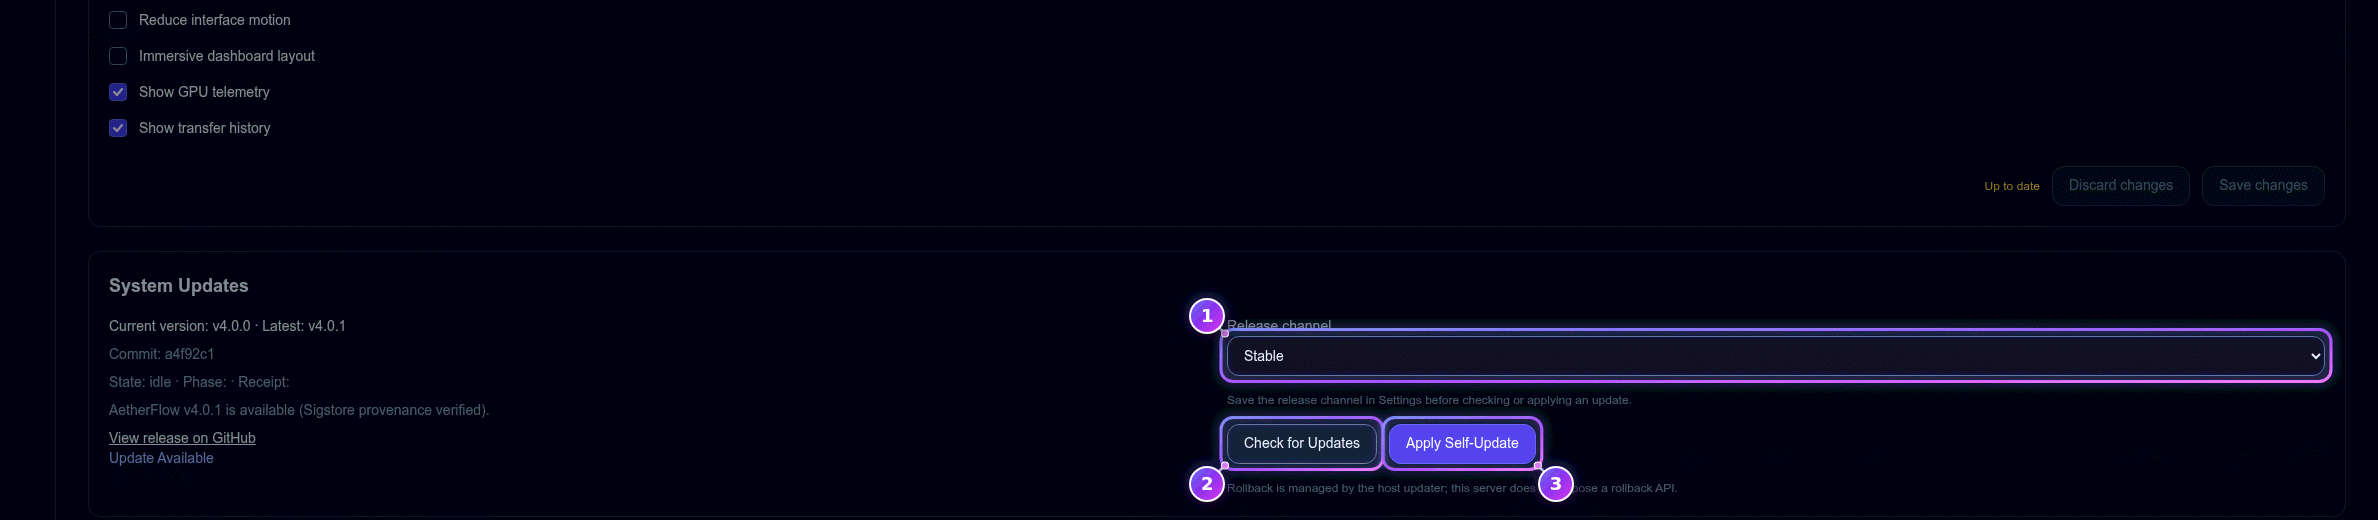 Reduce interface motion
Immersive dashboard layout
Show GPU telemetry
Show transfer history
Up to date
Discard changes
Save changes
System Updates
Current version: v4.0.0 · Latest: v4.0.1
Commit: a4f92c1
State: idle · Phase: · Receipt:
AetherFlow v4.0.1 is available (Sigstore provenance verified).
View release on GitHub
Update Available
1
Release channel
Stable
Save the release channel in Settings before checking or applying an update.
Check for Updates
Apply Self-Update
2
3
Rollback is managed by the host updater; this server does ose a rollback API.